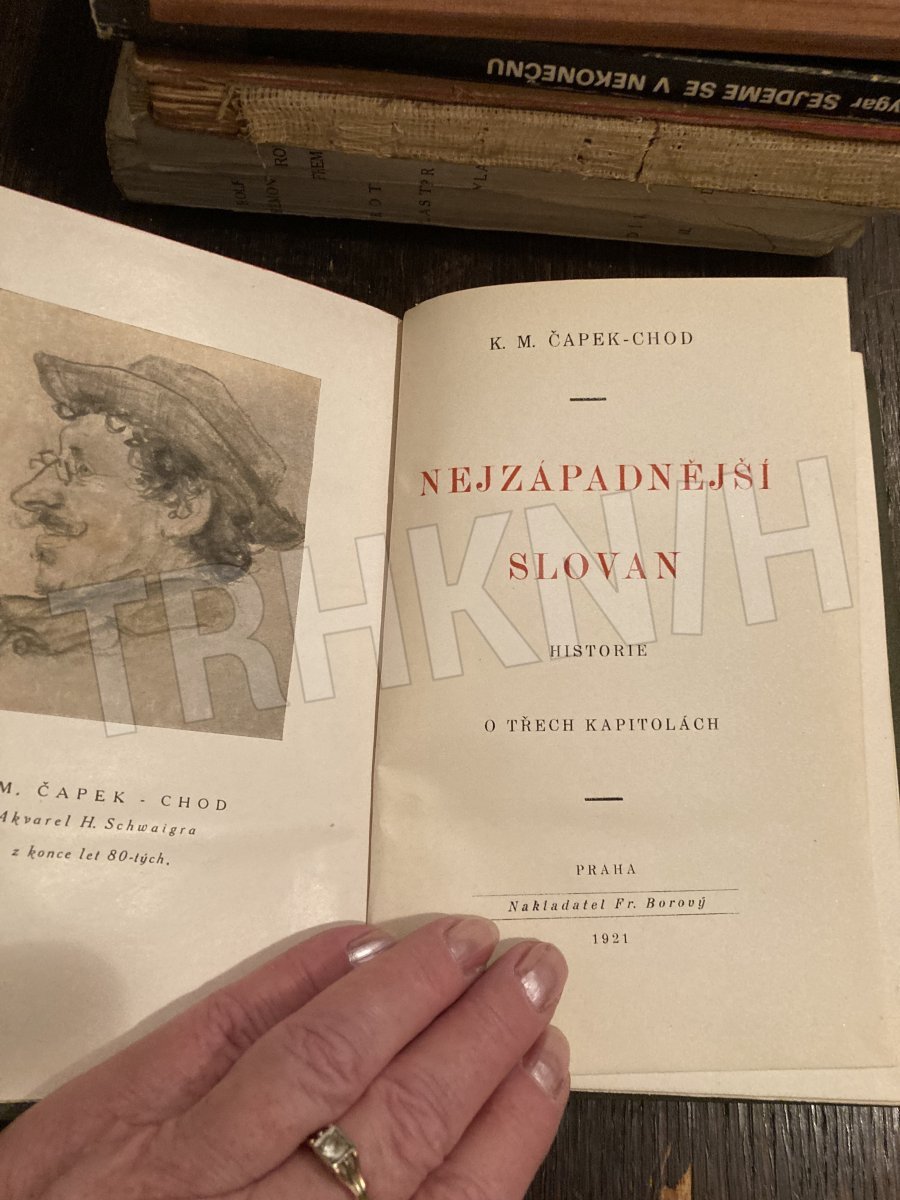 SEJDEME SE V NEKONEČNU
K. M. ČAPEK-CHOD
NEJZÁPADNĚJŠÍ
SLOVAN
HISTORIE
O TŘECH KAPITOLÁCH
PRAHA
Nakladatel Fr. Borový
1921
M. ČAPEK - CHOD
Akvarel H. Schwaigra
z konce let 80-tých.
TRHKNIH